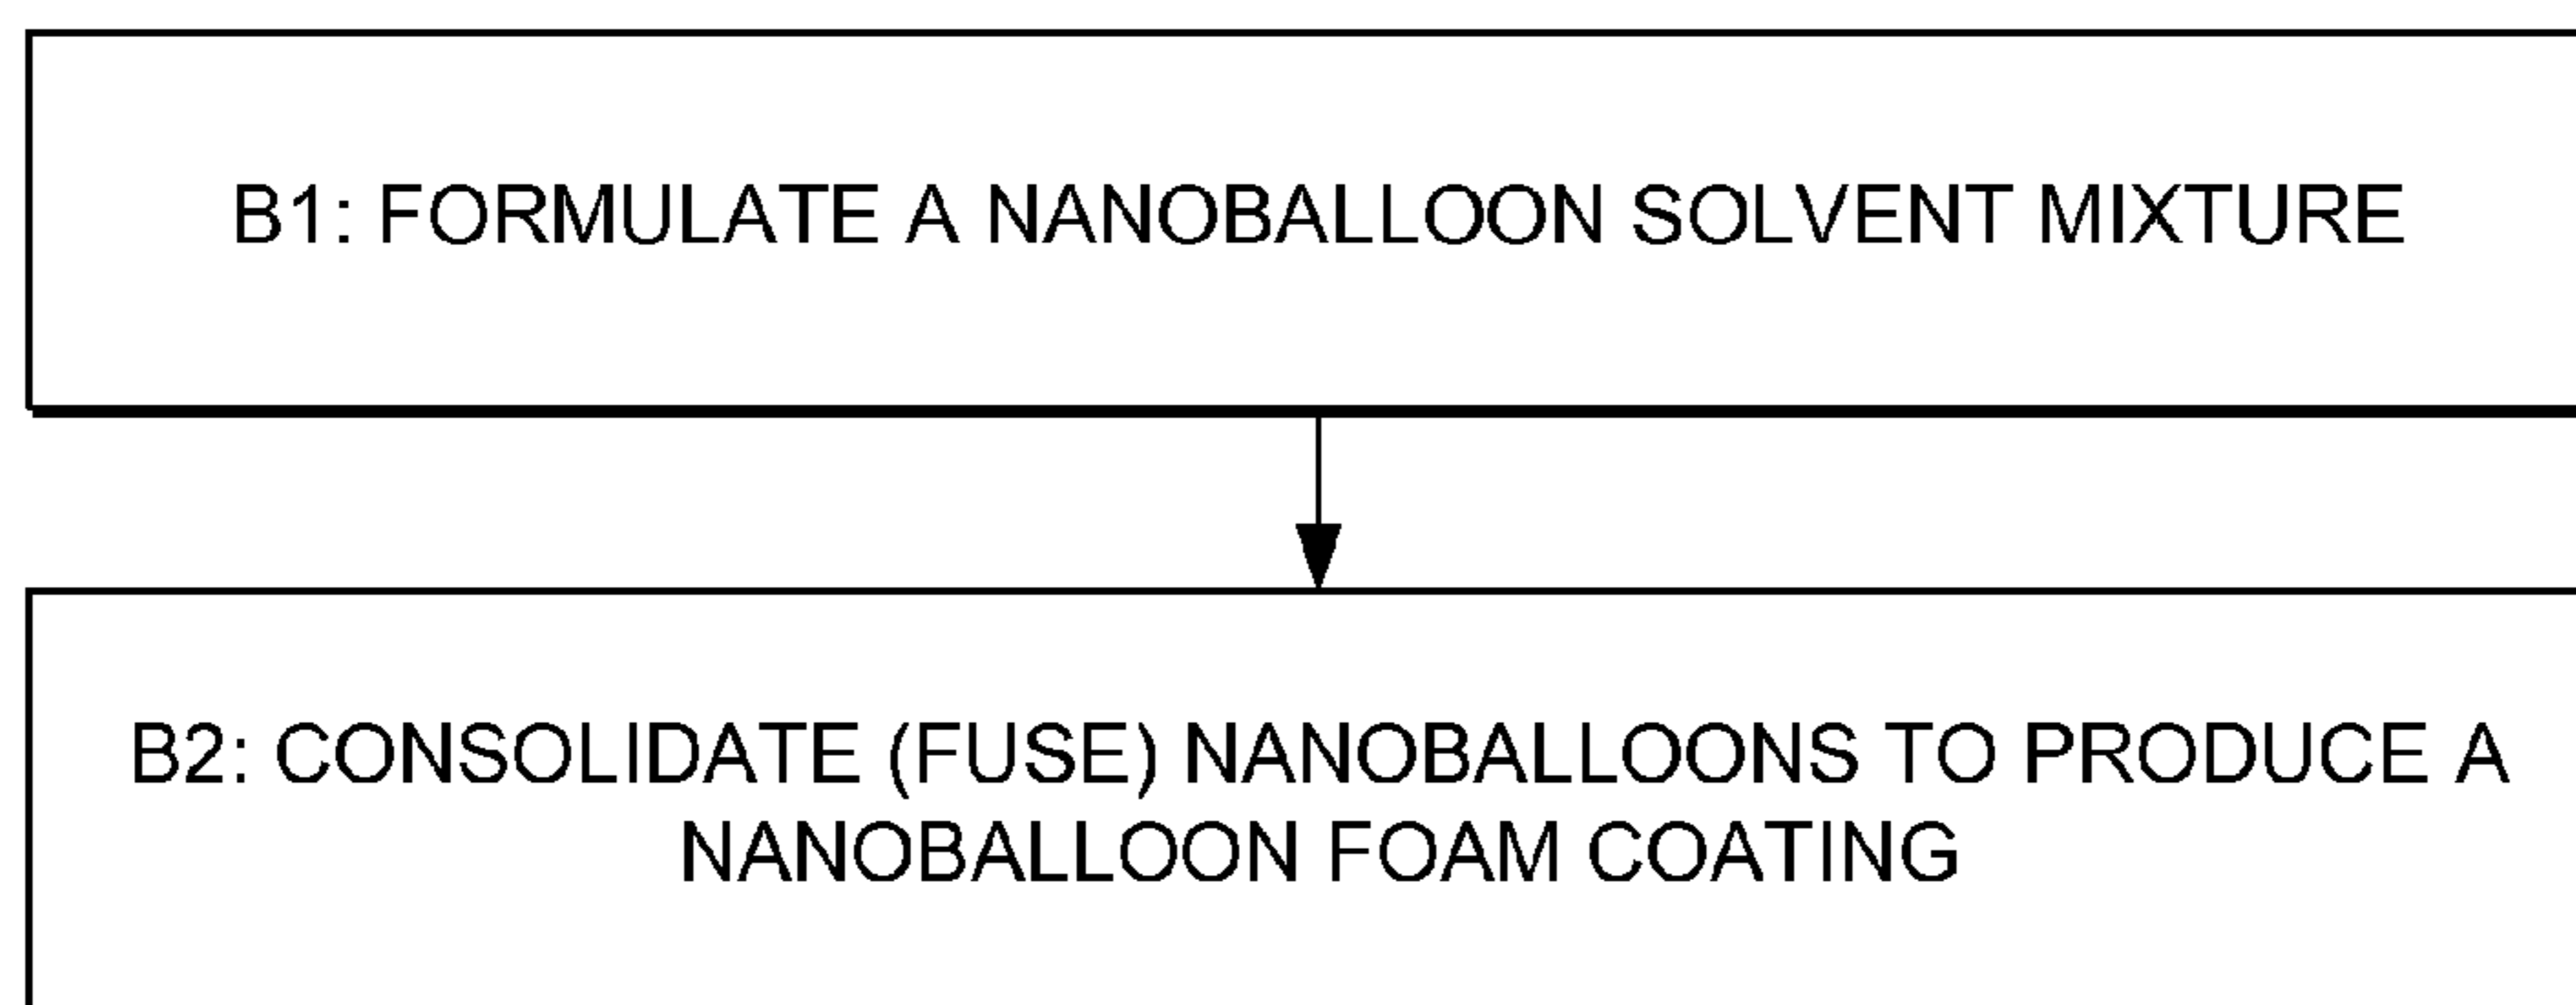 B1: FORMULATE A NANOBALLOON SOLVENT MIXTURE
B2: CONSOLIDATE (FUSE) NANOBALLOONS TO PRODUCE A
NANOBALLOON FOAM COATING